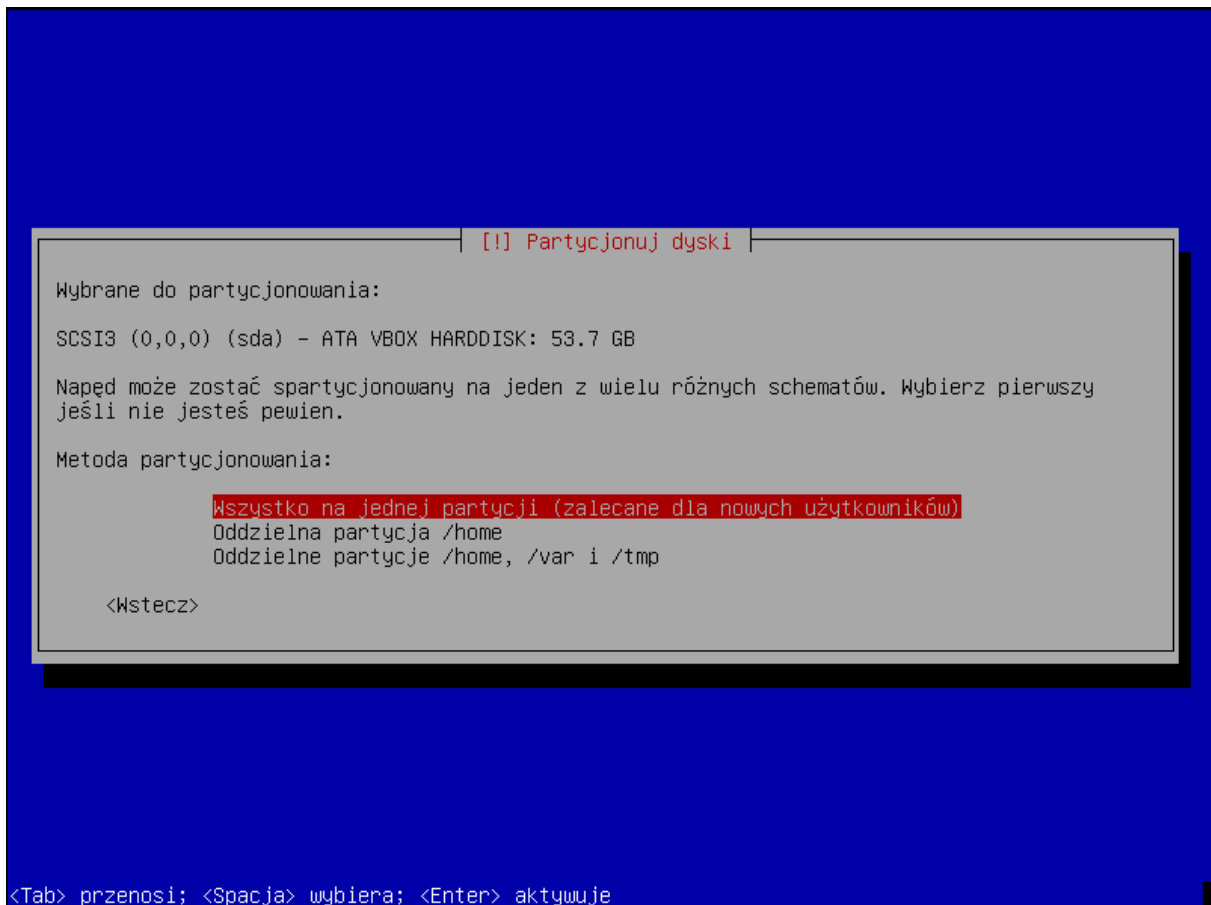 [!] Partycjonuj dyski
Wybrane do partycjonowania:
SCSI3 (0,0,0) (sda) – ATA VBOX HARDDISK: 53.7 GB
Napęd może zostać spartycjonowany na jeden z wielu różnych schematów. Wybierz pierwszy
jeśli nie jesteś pewien.
Metoda partycjonowania:
Wszystko na jednej partycji (zalecane dla nowych użytkowników)
Oddzielna partycja /home
Oddzielne partycje /home, /var i /tmp
<Wstecz>
<Tab> przenosi; <Spacja> wybiera; <Enter> aktywuje